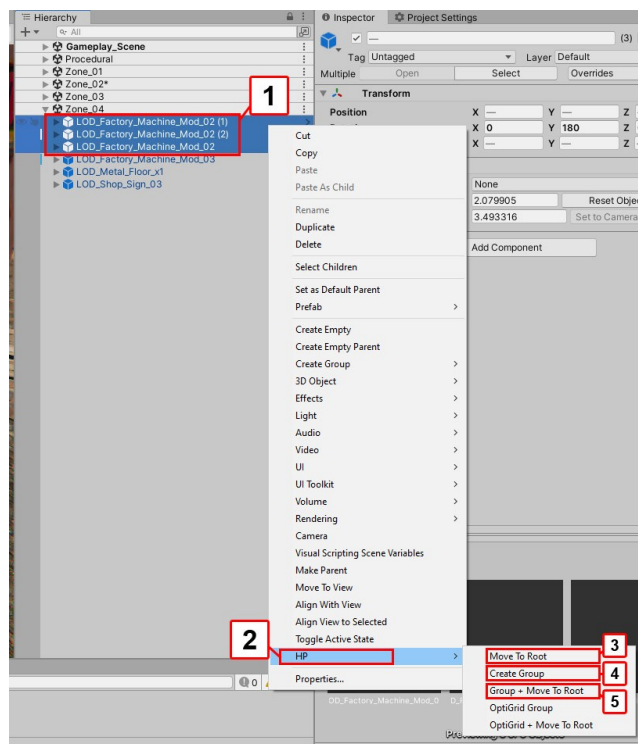 Hierarchy
Inspector
Project Settings
All
(3)
Gameplay_Scene
Procedural
Tag Untagged
Layer Default
Zone_01
Multiple Open Select Overrides
Zone_02*
Zone_03
1
Transform
Zone_04
LOD_Factory_Machine_Mod_02 (1)
Position X — Y — Z
LOD_Factory_Machine_Mod_02 (2)
X 0 Y 180 Z
LOD_Factory_Machine_Mod_02
X — Y — Z
LOD_Factory_Machine_Mod_03
LOD_Metal_Floor_x1
LOD_Shop_Sign_03
None
2.079905 Reset Obje
3.493316 Set to Camera
Add Component
Cut
Copy
Paste
Paste As Child
Rename
Duplicate
Delete
Select Children
Set as Default Parent
Prefab
Create Empty
Create Empty Parent
Create Group
3D Object
Effects
Light
Audio
Video
UI
UI Toolkit
Volume
Rendering
Camera
Visual Scripting Scene Variables
Make Parent
Move To View
Align With View
Align View to Selected
Toggle Active State
2
HP
Properties...
Move To Root
3
Create Group
4
Group + Move To Root
5
OptiGrid Group
OptiGrid + Move To Root
0
OD_Factory_Machine_Mod_0